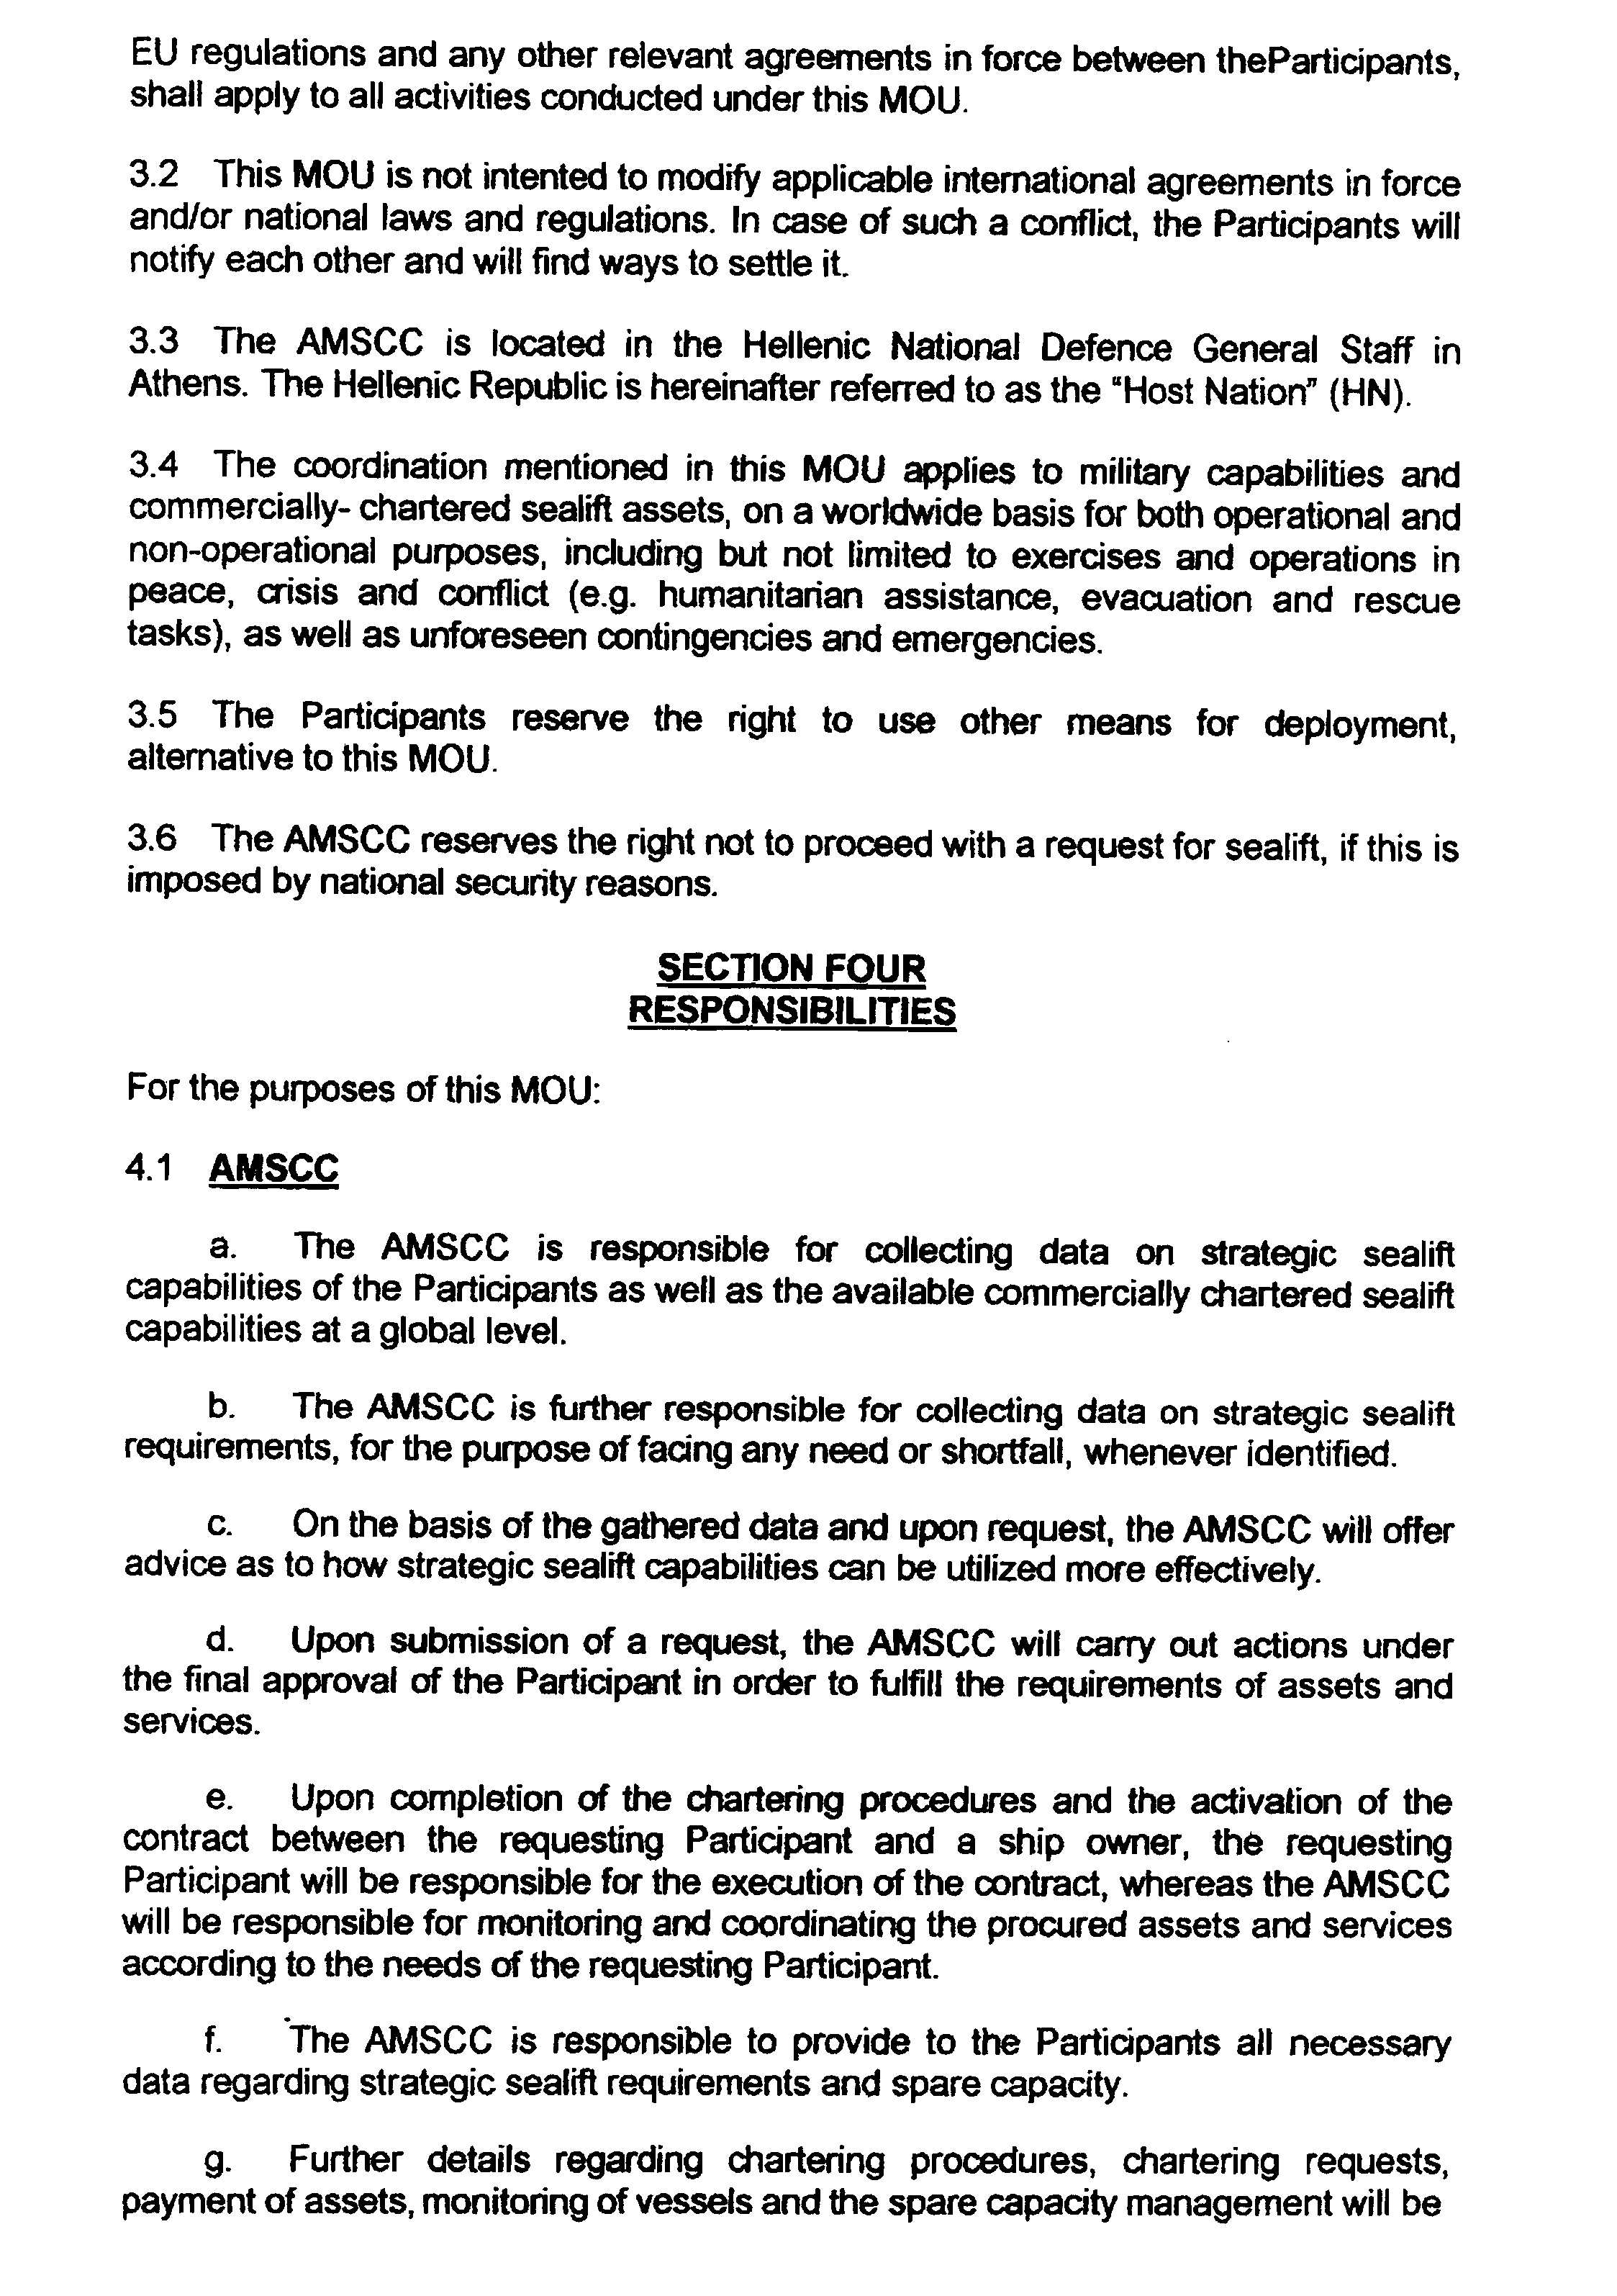 EU regulations and any other relevant agreements in force between theParticipants,
shall apply to all activities conducted under this MOU.
3.2 This MOU is not intented to modify applicable international agreements in force
and/or national laws and regulations. In case of such a conflict, the Participants will
notify each other and will find ways to settle it.
3.3 The AMSCC is located in the Hellenic National Defence General Staff in
Athens. The Hellenic Republic is hereinafter referred to as the "Host Nation" (HN).
3.4 The coordination mentioned in this MOU applies to military capabilities and
commercially- chartered sealift assets, on a worldwide basis for both operational and
non-operational purposes, including but not limited to exercises and operations in
peace, crisis and conflict (e.g. humanitarian assistance, evacuation and rescue
tasks), as well as unforeseen contingencies and emergencies.
3.5 The Participants reserve the right to use other means for deployment,
alternative to this MOU.
3.6 The AMSCC reserves the right not to proceed with a request for sealift, if this is
imposed by national security reasons.
SECTION FOUR
RESPONSIBILITIES
For the purposes of this MOU:
4.1 AMSCC
a. The AMSCC is responsible for collecting data on strategic sealift
capabilities of the Participants as well as the available commercially chartered sealift
capabilities at a global level.
b. The AMSCC is further responsible for collecting data on strategic sealift
requirements, for the purpose of facing any need or shortfall, whenever identified.
c. On the basis of the gathered data and upon request, the AMSCC will offer
advice as to how strategic sealift capabilities can be utilized more effectively.
d. Upon submission of a request, the AMSCC will carry out actions under
the final approval of the Participant in order to fulfill the requirements of assets and
services.
e. Upon completion of the chartering procedures and the activation of the
contract between the requesting Participant and a ship owner, the requesting
Participant will be responsible for the execution of the contract, whereas the AMSCC
will be responsible for monitoring and coordinating the procured assets and services
according to the needs of the requesting Participant.
f. The AMSCC is responsible to provide to the Participants all necessary
data regarding strategic sealift requirements and spare capacity.
g. Further details regarding chartering procedures, chartering requests,
payment of assets, monitoring of vessels and the spare capacity management will be